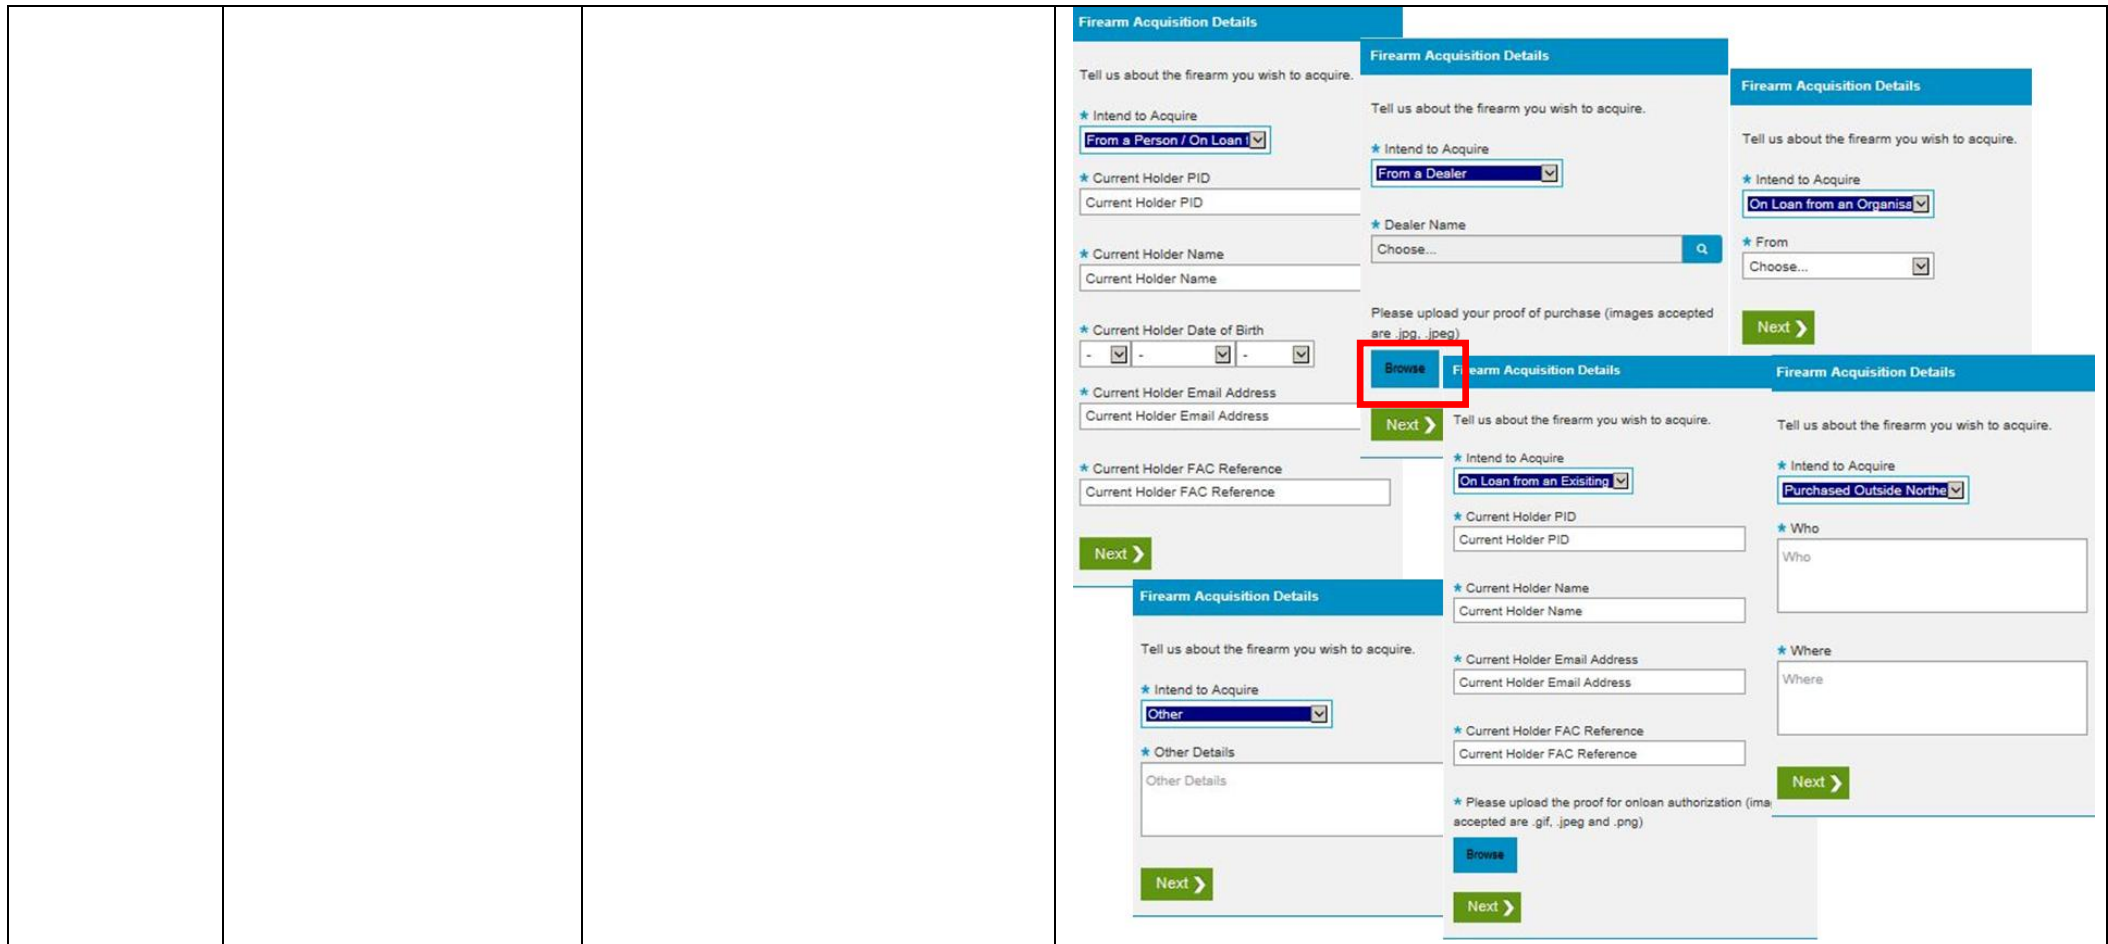 Firearm Acquisition Details
Tell us about the firearm you wish to acquire.
* Intend to Acquire
From a Person / On Loan
* Current Holder PID
Current Holder PID
* Current Holder Name
Current Holder Name
* Current Holder Date of Birth
- - -
* Current Holder Email Address
Current Holder Email Address
* Current Holder FAC Reference
Current Holder FAC Reference
Next ❯
Firearm Acquisition Details
Tell us about the firearm you wish to acquire.
* Intend to Acquire
From a Dealer
* Dealer Name
Choose...
Please upload your proof of purchase (images accepted
are .jpg, .jpeg)
Browse
Next ❯
Firearm Acquisition Details
Tell us about the firearm you wish to acquire.
* Intend to Acquire
On Loan from an Organisa
* From
Choose...
Next ❯
Firearm Acquisition Details
Tell us about the firearm you wish to acquire.
* Intend to Acquire
Other
* Other Details
Other Details
Next ❯
Firearm Acquisition Details
Tell us about the firearm you wish to acquire.
* Intend to Acquire
On Loan from an Exisiting
* Current Holder PID
Current Holder PID
* Current Holder Name
Current Holder Name
* Current Holder Email Address
Current Holder Email Address
* Current Holder FAC Reference
Current Holder FAC Reference
* Please upload the proof for onloan authorization (ima
accepted are .gif, .jpeg and .png)
Browse
Next ❯
Firearm Acquisition Details
Tell us about the firearm you wish to acquire.
* Intend to Acquire
Purchased Outside Northe
* Who
Who
* Where
Where
Next ❯